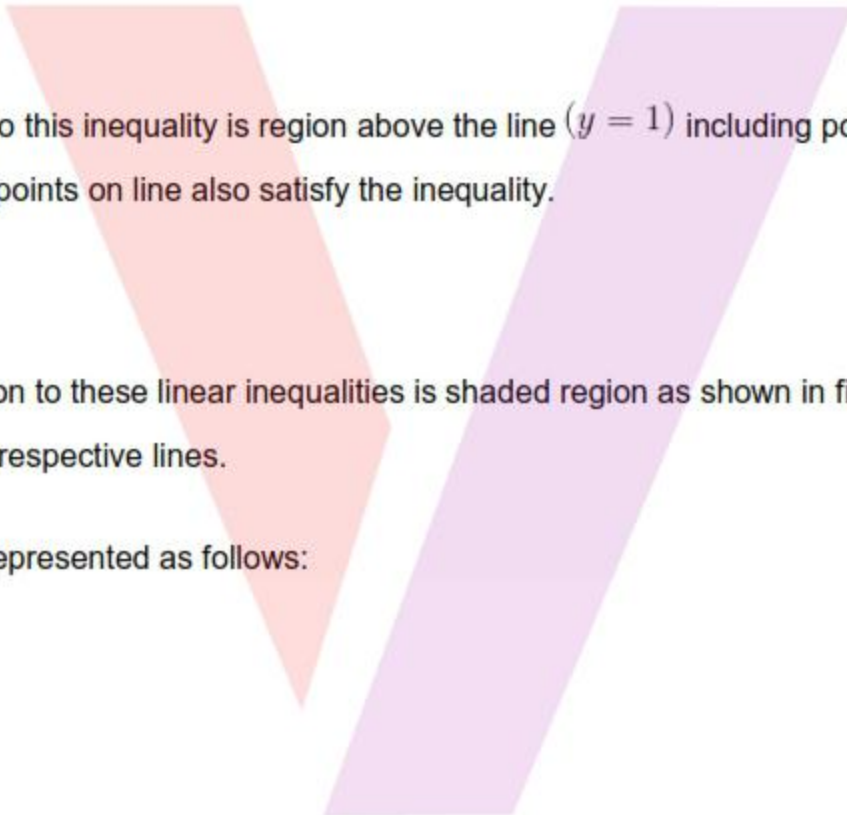 o this inequality is region above the line (y = 1) including po
points on line also satisfy the inequality.
on to these linear inequalities is shaded region as shown in fi
respective lines.
epresented as follows: